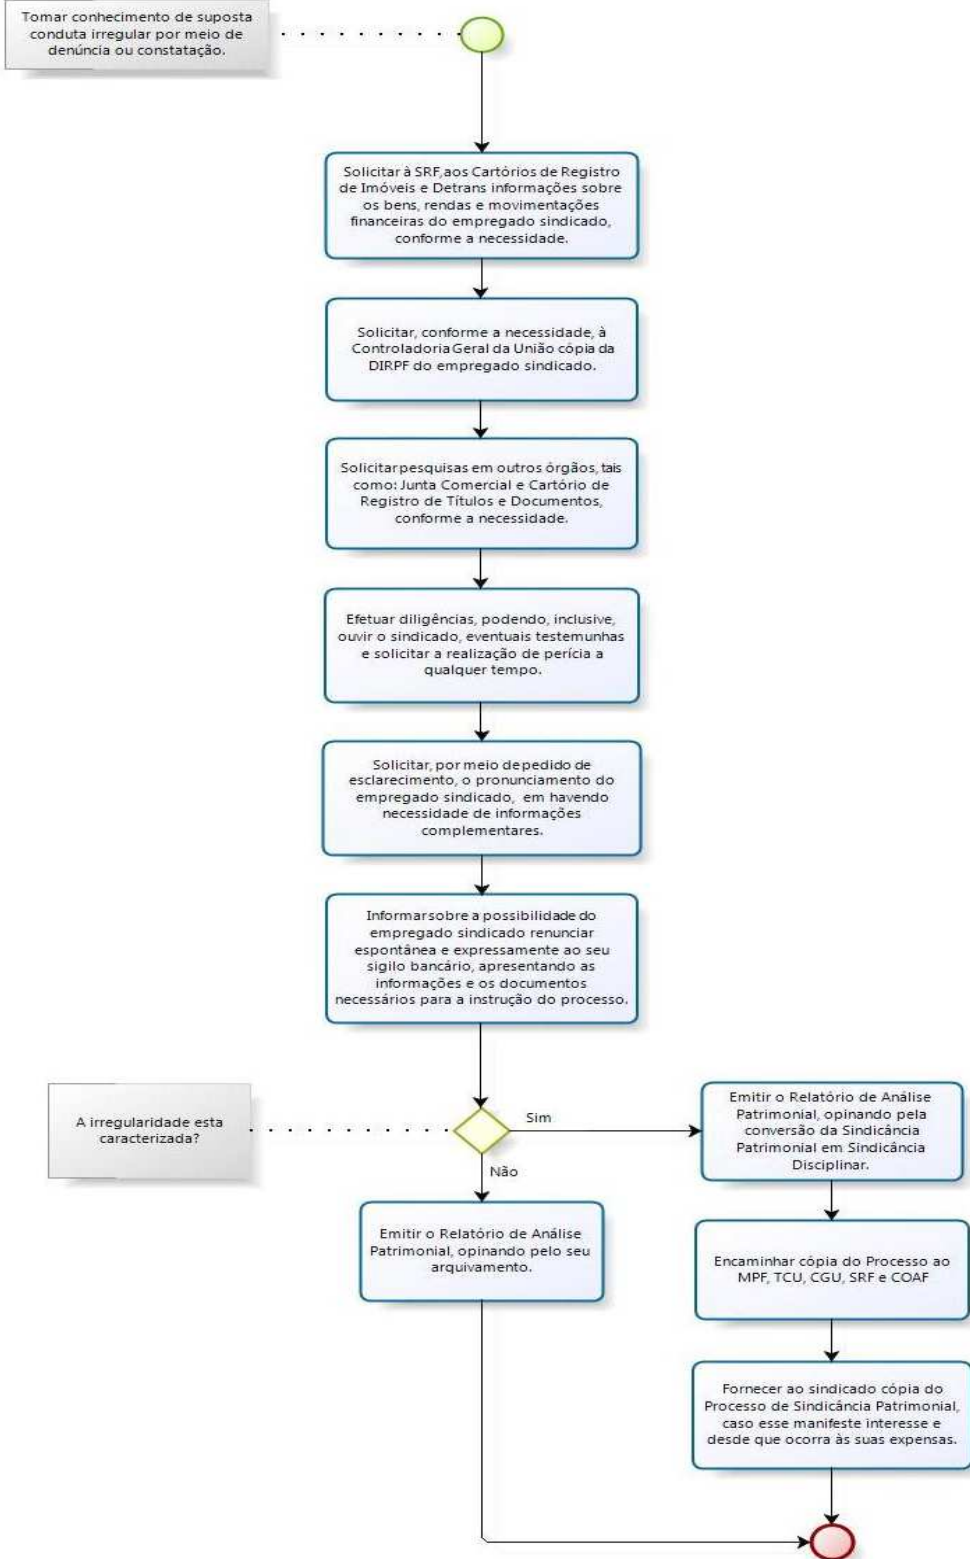 Tomar conhecimento de suposta
conduta irregular por meio de
denúncia ou constatação.
Solicitar à SRF, aos Cartórios de Registro
de Imóveis e Detrans informações sobre
os bens, rendas e movimentações
financeiras do empregado sindicado,
conforme a necessidade.
Solicitar, conforme a necessidade, à
Controladoria Geral da União cópia da
DIRPF do empregado sindicado.
Solicitar pesquisas em outros órgãos, tais
como: Junta Comercial e Cartório de
Registro de Títulos e Documentos,
conforme a necessidade.
Efetuar diligências, podendo, inclusive,
ouvir o sindicado, eventuais testemunhas
e solicitar a realização de perícia a
qualquer tempo.
Solicitar, por meio de pedido de
esclarecimento, o pronunciamento do
empregado sindicado, em havendo
necessidade de informações
complementares.
Informar sobre a possibilidade do
empregado sindicado renunciar
espontânea e expressamente ao seu
sigilo bancário, apresentando as
informações e os documentos
necessários para a instrução do processo.
A irregularidade esta
caracterizada?
Sim
Não
Emitir o Relatório de Análise
Patrimonial, opinando pela
conversão da Sindicância
Patrimonial em Sindicância
Disciplinar.
Emitir o Relatório de Análise
Patrimonial, opinando pelo seu
arquivamento.
Encaminhar cópia do Processo ao
MPF, TCU, CGU, SRF e COAF
Fornecer ao sindicado cópia do
Processo de Sindicância Patrimonial,
caso esse manifeste interesse e
desde que ocorra às suas expensas.